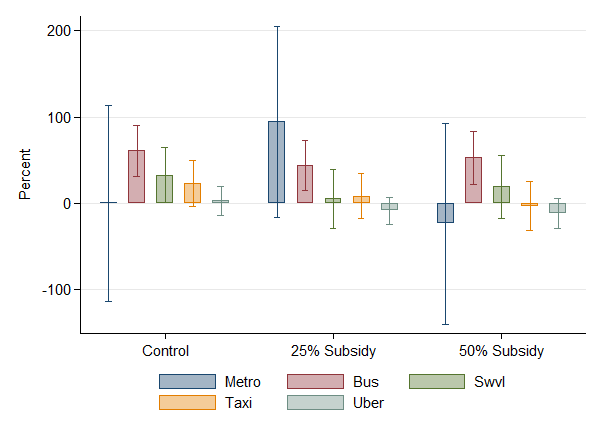 200
100
0
-100
Percent
Control 25% Subsidy 50% Subsidy
Metro Bus Swvl
Taxi Uber